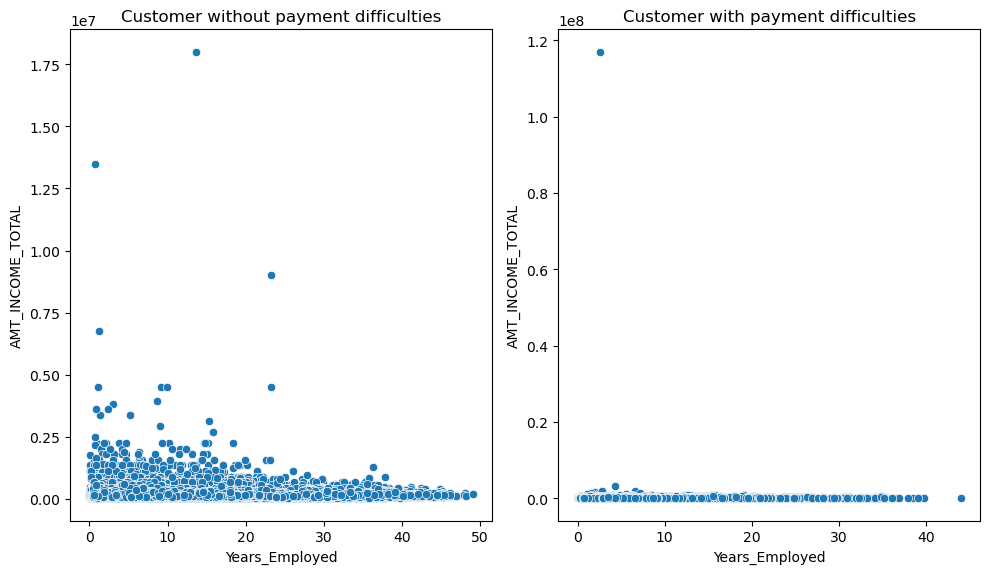 Customer without payment difficulties
1e7
1.75
1.50
1.25
1.00
0.75
0.50
0.25
0.00
AMT_INCOME_TOTAL
0 10 20 30 40 50
Years_Employed
Customer with payment difficulties
1e8
1.2
1.0
0.8
0.6
0.4
0.2
0.0
AMT_INCOME_TOTAL
0 10 20 30 40
Years_Employed